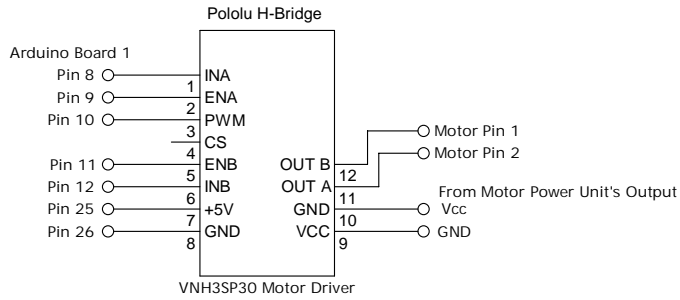 Pololu H-Bridge
Arduino Board 1
Pin 8
INA
1
Pin 9
ENA
2
Pin 10
PWM
3
CS
4
Pin 11
ENB
5
Pin 12
INB
6
Pin 25
+5V
7
Pin 26
GND
8
OUT B
12
Motor Pin 1
OUT A
11
Motor Pin 2
From Motor Power Unit's Output
GND
10
Vcc
VCC
9
GND
VNH3SP30 Motor Driver